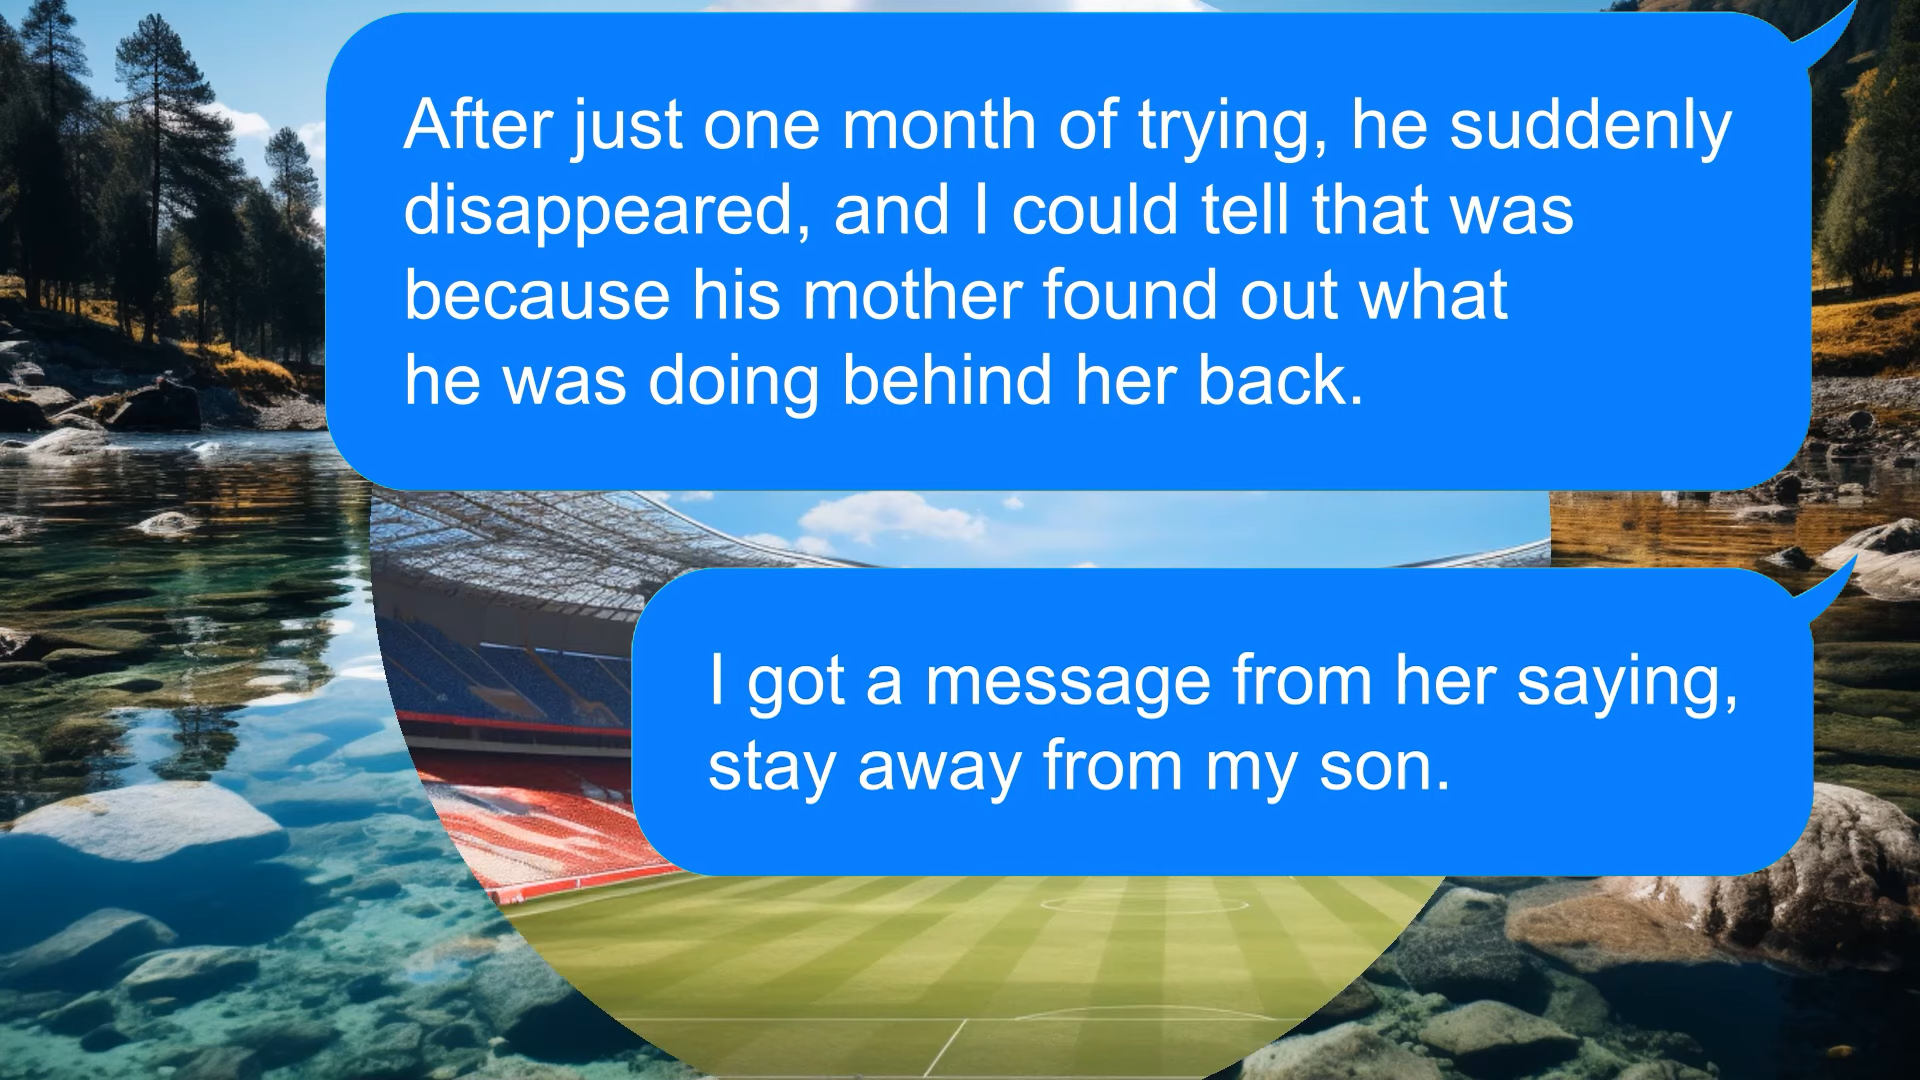 After just one month of trying, he suddenly
disappeared, and I could tell that was
because his mother found out what
he was doing behind her back.
I got a message from her saying,
stay away from my son.